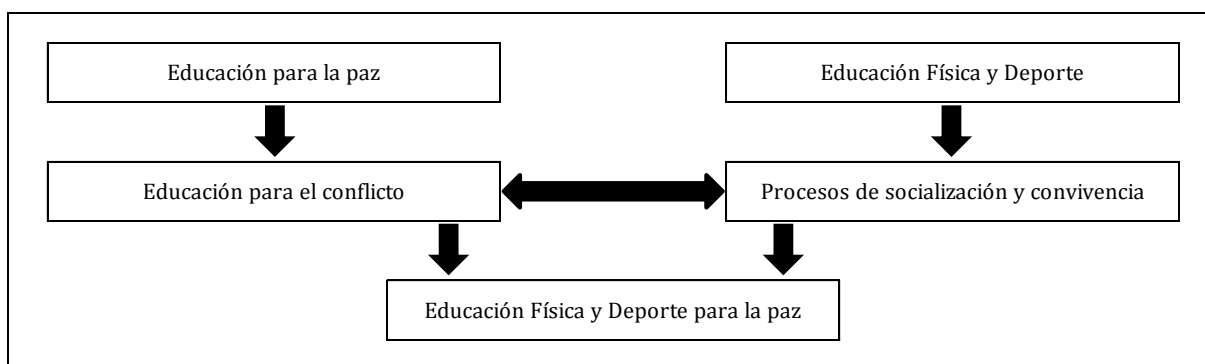 Educación para la paz
Educación Física y Deporte
Educación para el conflicto
Procesos de socialización y convivencia
Educación Física y Deporte para la paz